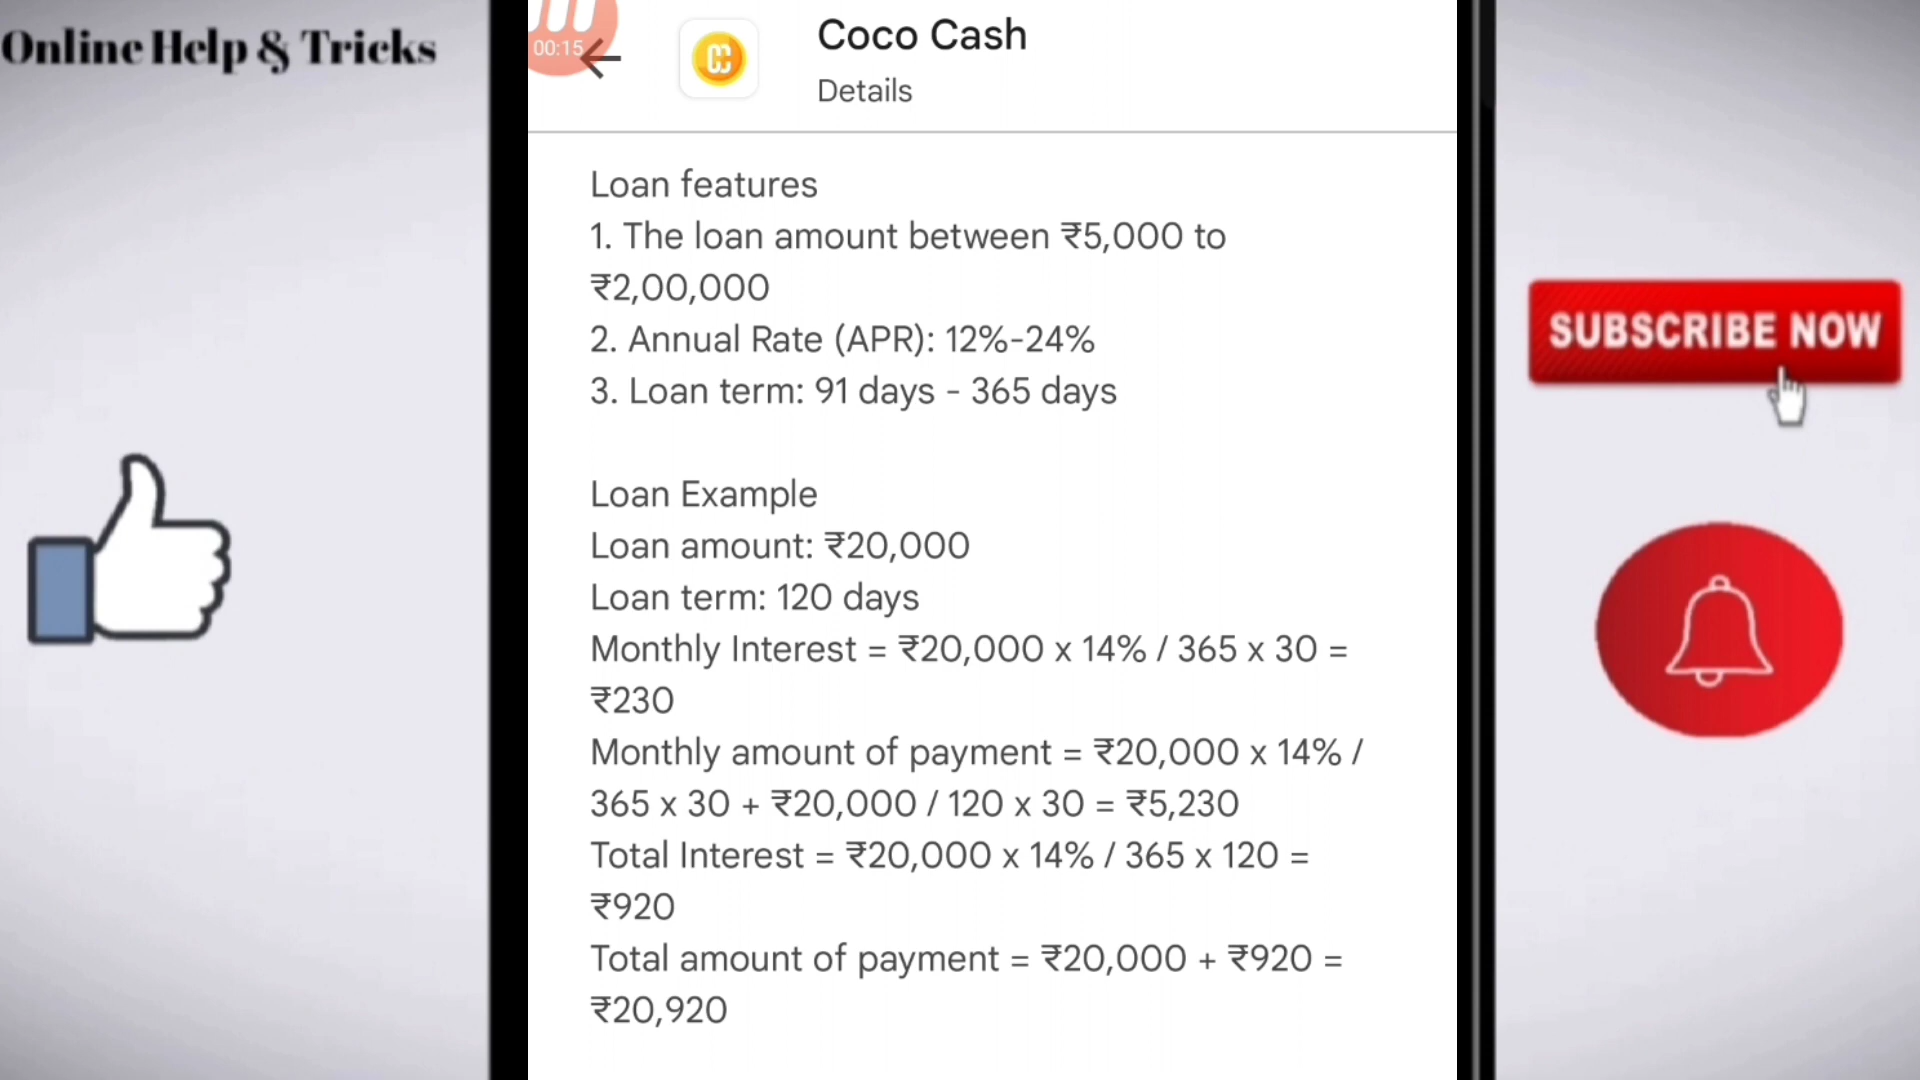 Online Help & Tricks
00:15
Coco Cash
Details
Loan features
1. The loan amount between ₹5,000 to
₹2,00,000
2. Annual Rate (APR): 12%-24%
3. Loan term: 91 days - 365 days
Loan Example
Loan amount: ₹20,000
Loan term: 120 days
Monthly Interest = ₹20,000 x 14% / 365 x 30 =
₹230
Monthly amount of payment = ₹20,000 x 14% /
365 x 30 + ₹20,000 / 120 x 30 = ₹5,230
Total Interest = ₹20,000 x 14% / 365 x 120 =
₹920
Total amount of payment = ₹20,000 + ₹920 =
₹20,920
SUBSCRIBE NOW